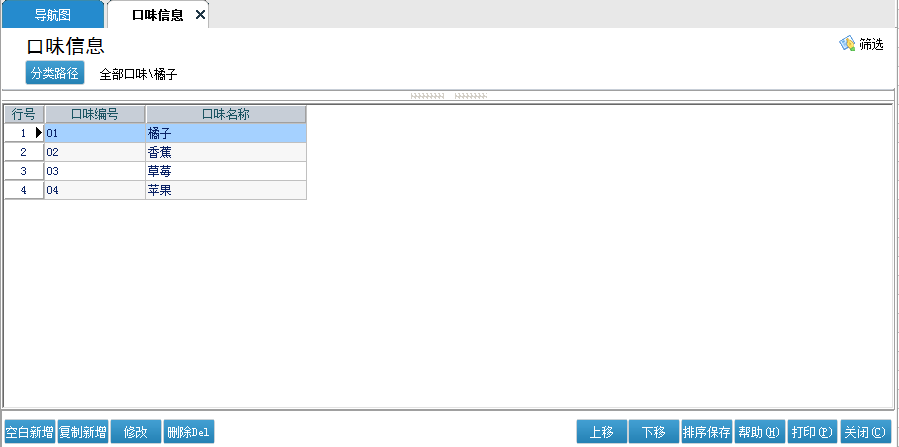 导航图 口味信息
口味信息 筛选
分类路径 全部口味\橘子
行号 口味编号 口味名称
1 01 橘子
2 02 香蕉
3 03 草莓
4 04 苹果
空白新增 复制新增 修改 删除Del 上移 下移 排序保存 帮助(H) 打印(P) 关闭(C)